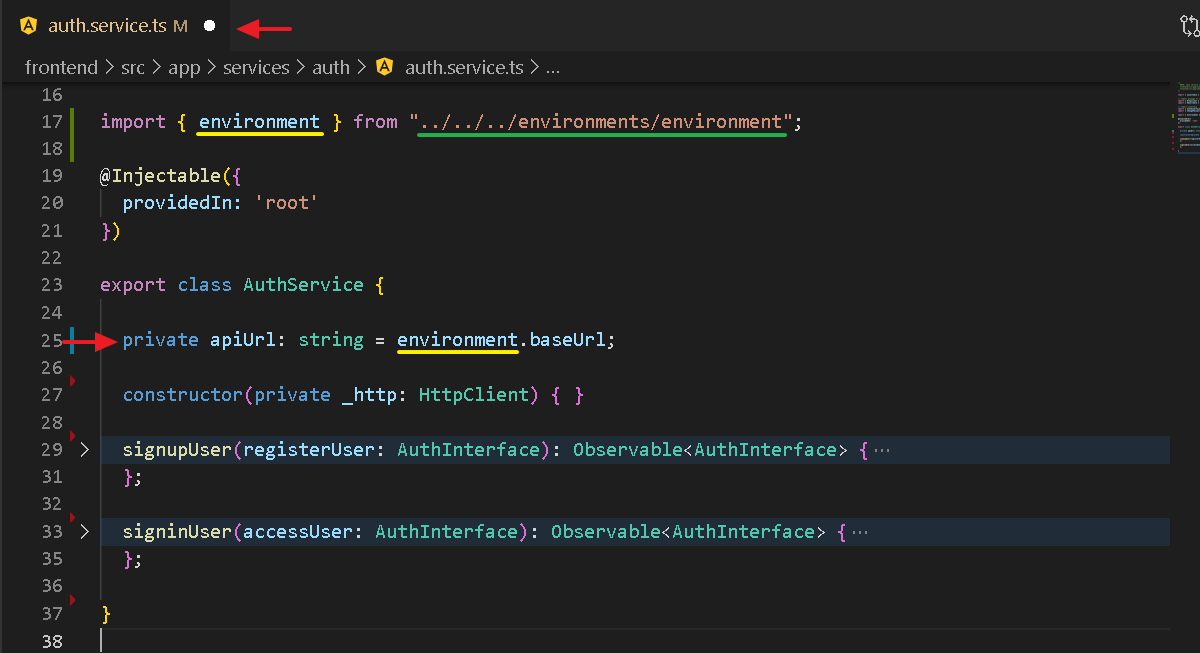 auth.service.ts M
frontend > src > app > services > auth > auth.service.ts > ...
16
17 import { environment } from "../../../environments/environment";
18
19 @Injectable({
20 providedIn: 'root'
21 })
22
23 export class AuthService {
24
25 private apiUrl: string = environment.baseUrl;
26
27 constructor(private _http: HttpClient) { }
28
29 > signupUser(registerUser: AuthInterface): Observable<AuthInterface> { ...
31 };
32
33 > signinUser(accessUser: AuthInterface): Observable<AuthInterface> { ...
35 };
36
37 }
38